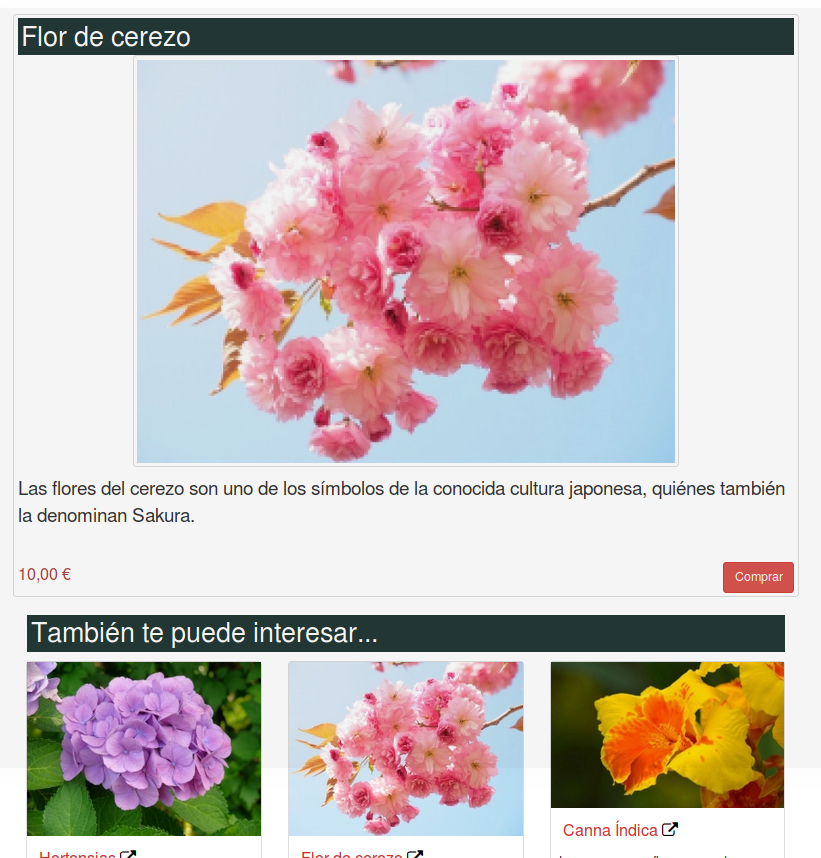 Flor de cerezo
Las flores del cerezo son uno de los símbolos de la conocida cultura japonesa, quiénes también
la denominan Sakura.
10,00 €
Comprar
También te puede interesar...
Canna Índica
Hortensias
Flor de cerezo